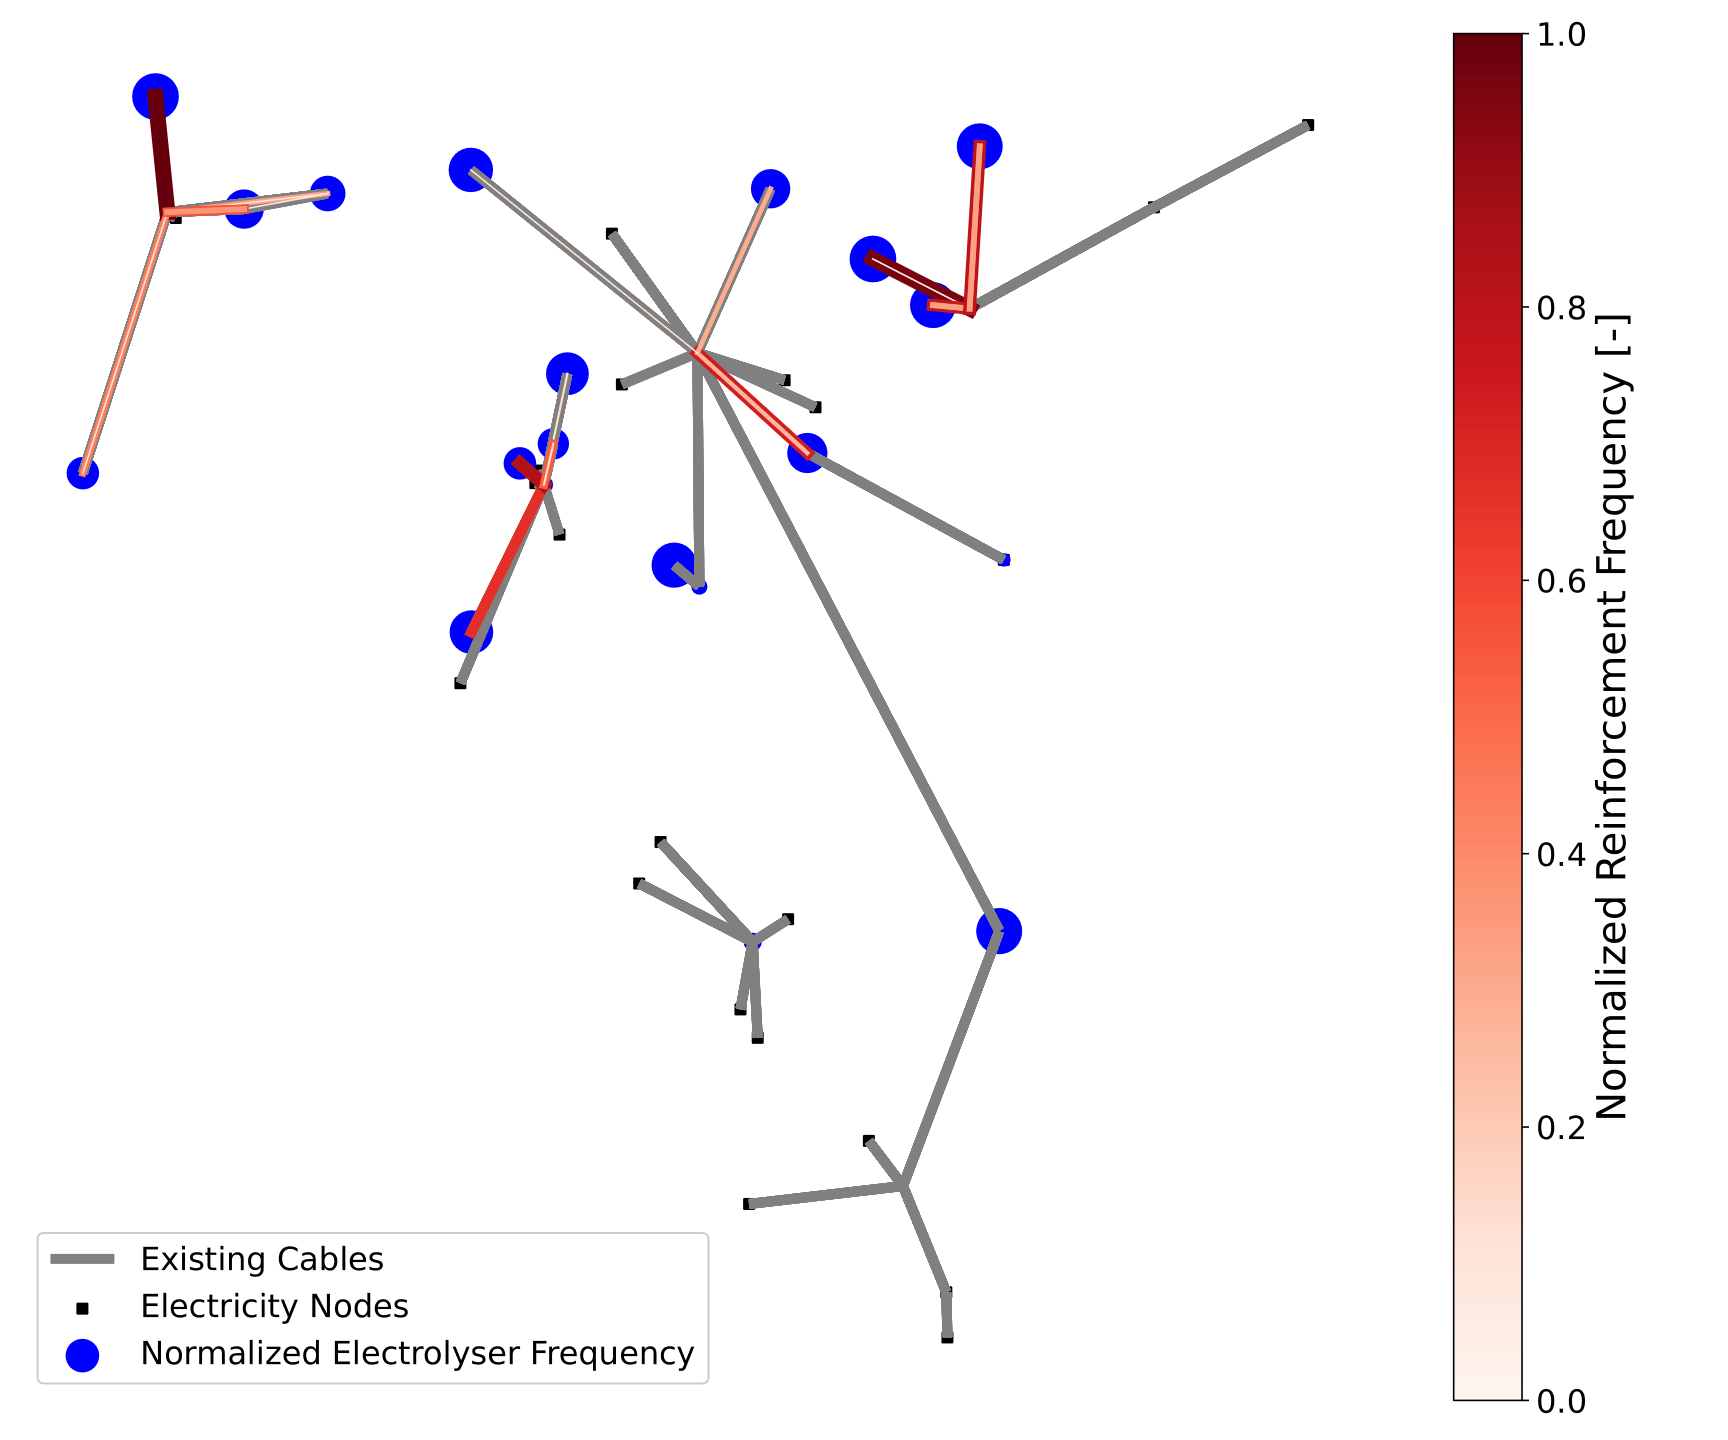 1.0
0.8
0.6
0.4
0.2
0.0
Normalized Reinforcement Frequency [-]
Existing Cables
Electricity Nodes
Normalized Electrolyser Frequency